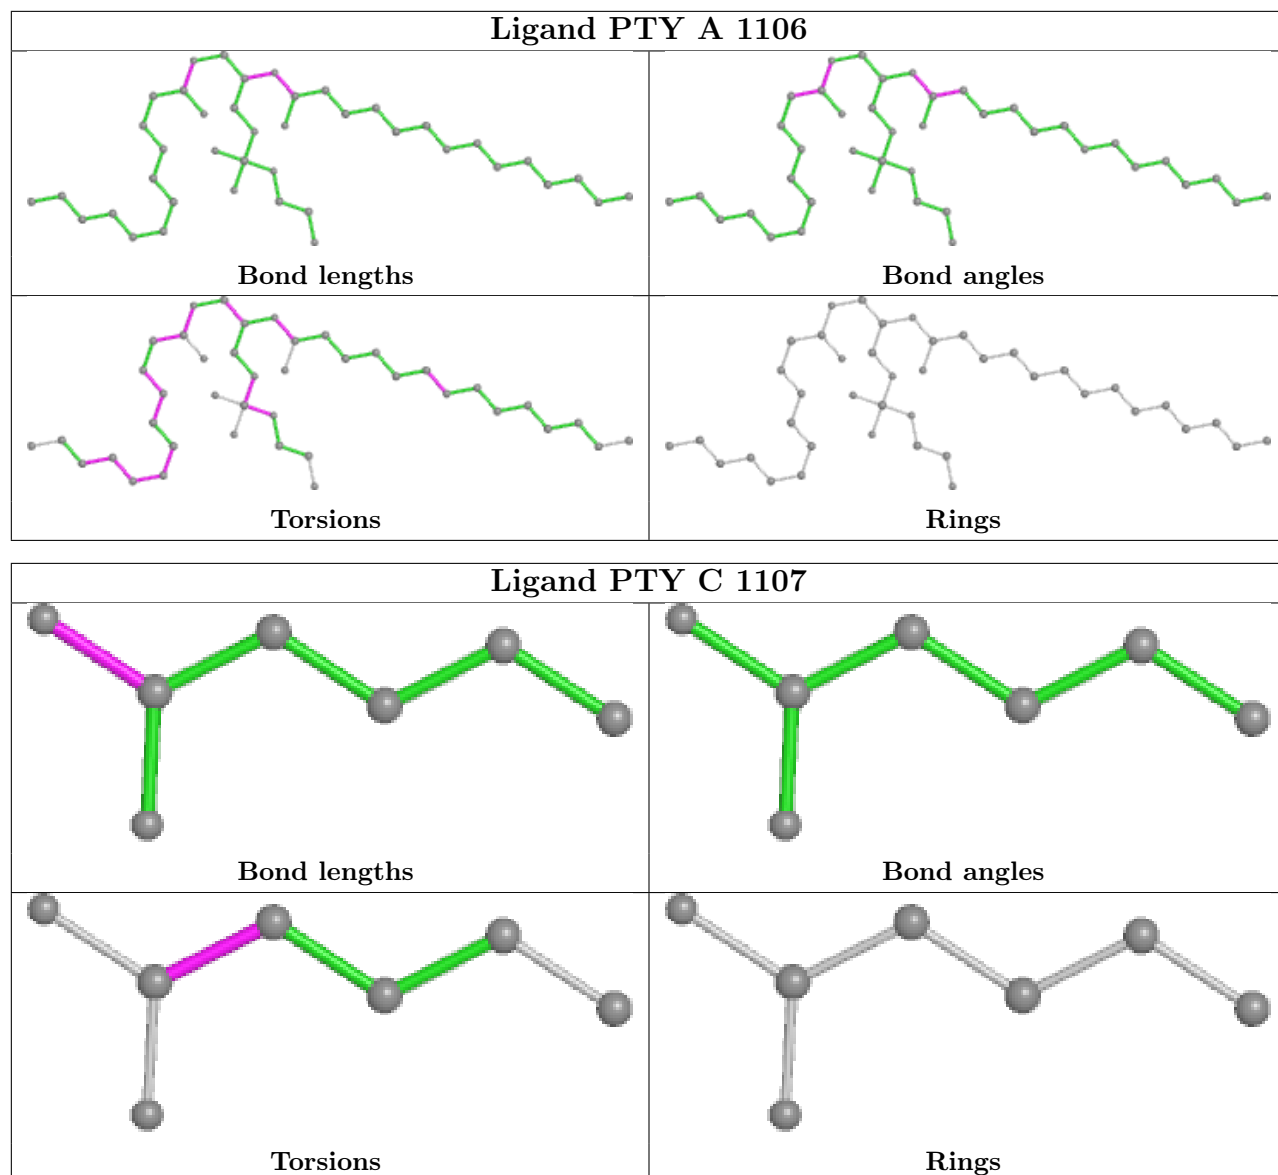 Ligand PTY A 1106
Bond lengths
Bond angles
Torsions
Rings
Ligand PTY C 1107
Bond lengths
Bond angles
Torsions
Rings